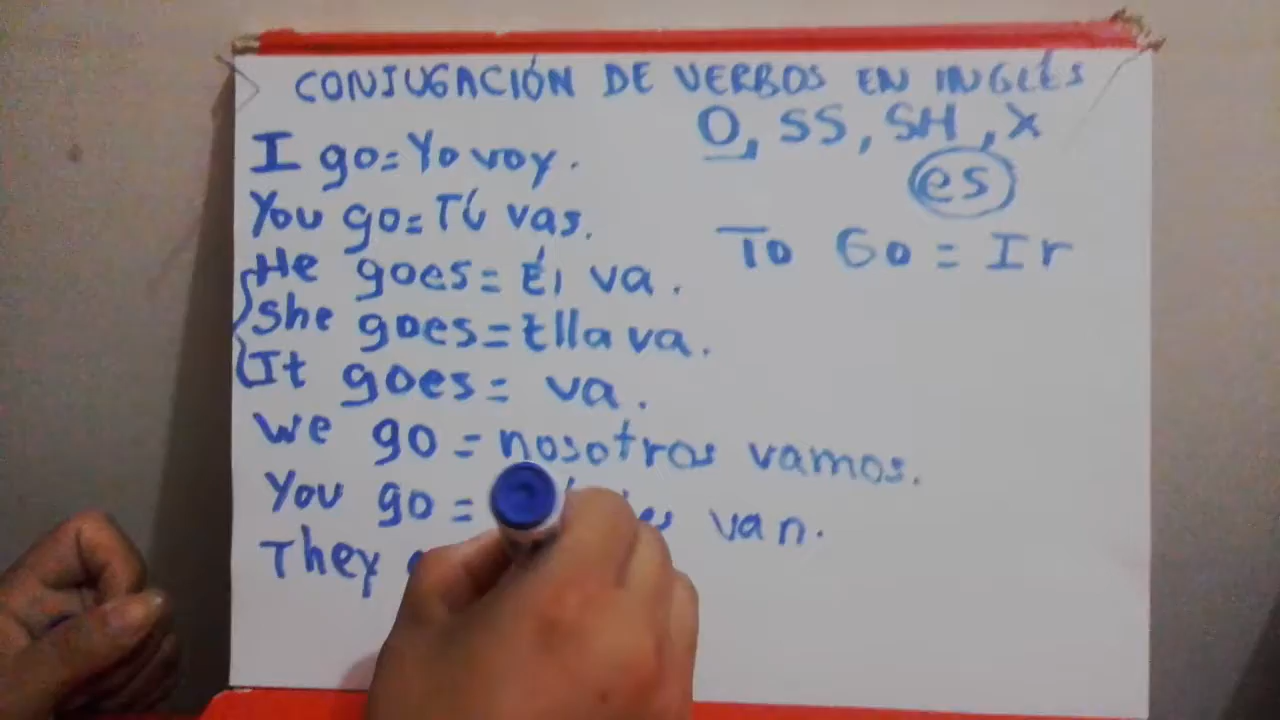 CONJUGACIÓN DE VERBOS EN INGLÉS
O, SS, SH, X
es
To Go = Ir
I go = Yo voy.
You go = Tú vas.
He goes = Él va.
She goes = Ella va.
It goes = va.
We go = nosotros vamos.
You go = van.
They